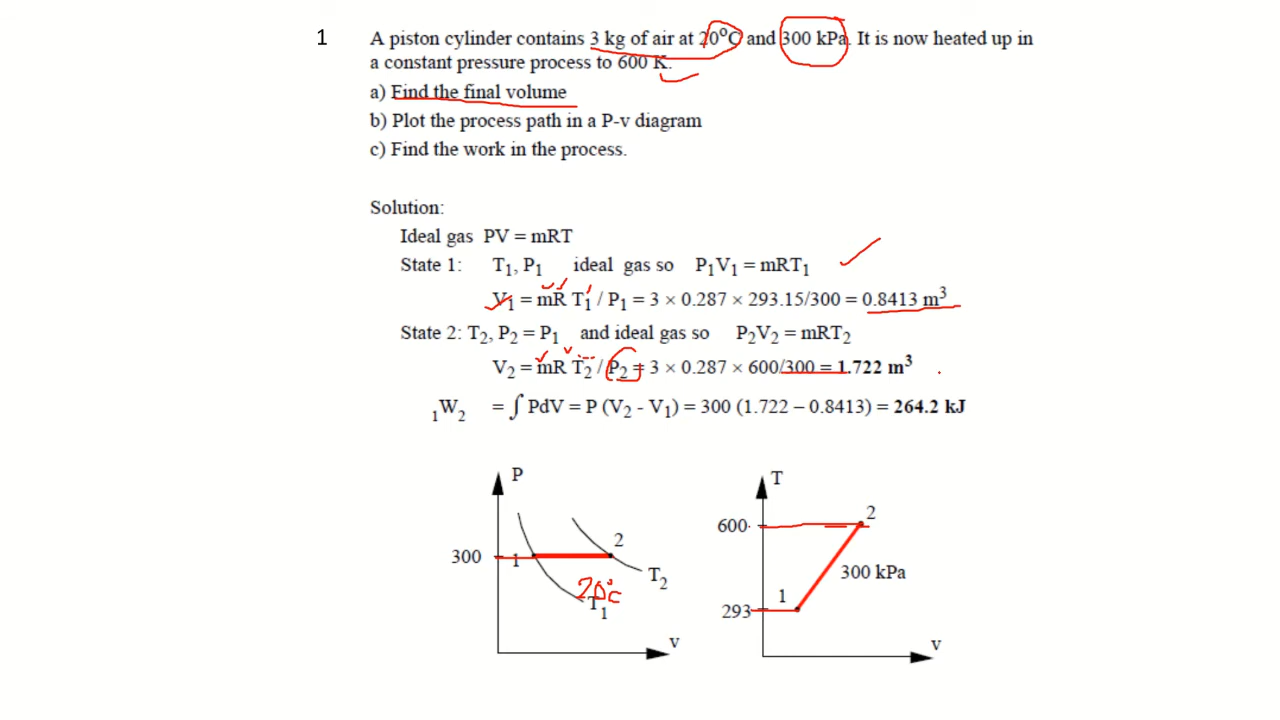 1 A piston cylinder contains 3 kg of air at 20°C and 300 kPa. It is now heated up in
a constant pressure process to 600 K.
a) Find the final volume
b) Plot the process path in a P-v diagram
c) Find the work in the process.
Solution:
Ideal gas PV = mRT
State 1: T₁, P₁ ideal gas so P₁V₁ = mRT₁
V₁ = mR T₁ / P₁ = 3 × 0.287 × 293.15/300 = 0.8413 m³
State 2: T₂, P₂ = P₁ and ideal gas so P₂V₂ = mRT₂
V₂ = mR T₂ / P₂ = 3 × 0.287 × 600/300 = 1.722 m³
₁W₂ = ∫ PdV = P (V₂ - V₁) = 300 (1.722 – 0.8413) = 264.2 kJ
P
300
1
2
T₂
20°C
T₁
v
T
600
2
300 kPa
293
1
v